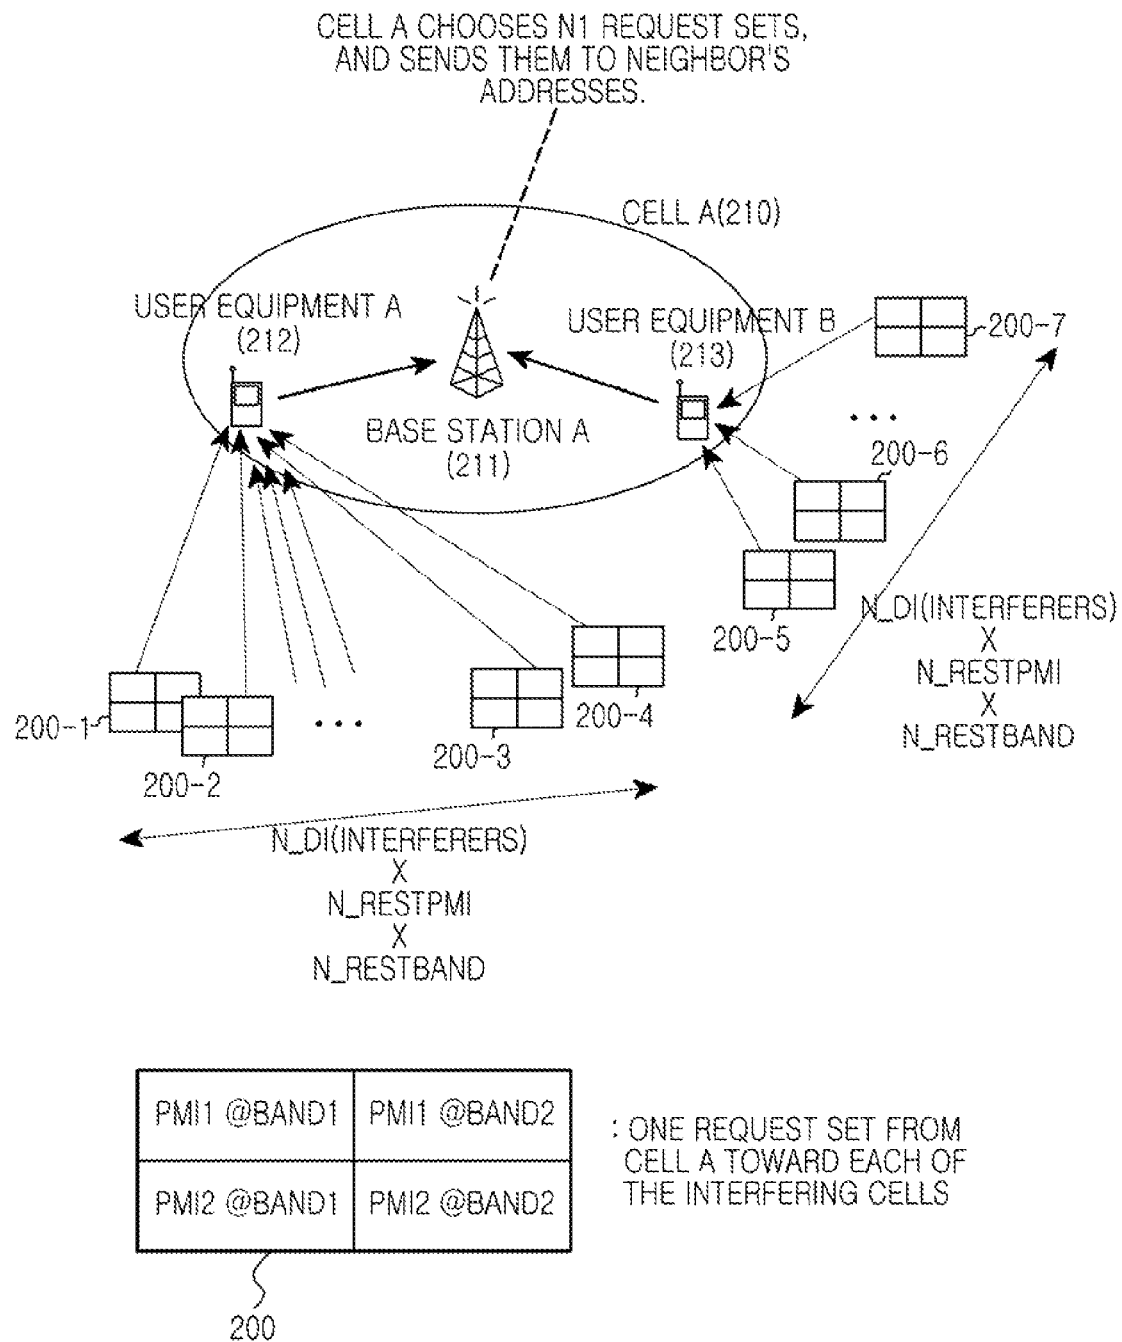 CELL A CHOOSES N1 REQUEST SETS,
AND SENDS THEM TO NEIGHBOR'S
ADDRESSES.
CELL A(210)
USER EQUIPMENT A
(212)
USER EQUIPMENT B
(213)
200-7
BASE STATION A
(211)
...
200-6
200-5
N_DI(INTERFERERS)
X
N_RESTPMI
X
N_RESTBAND
200-1
200-2
...
200-3
200-4
N_DI(INTERFERERS)
X
N_RESTPMI
X
N_RESTBAND
PMI1 @BAND1 PMI1 @BAND2
PMI2 @BAND1 PMI2 @BAND2
: ONE REQUEST SET FROM
CELL A TOWARD EACH OF
THE INTERFERING CELLS
200